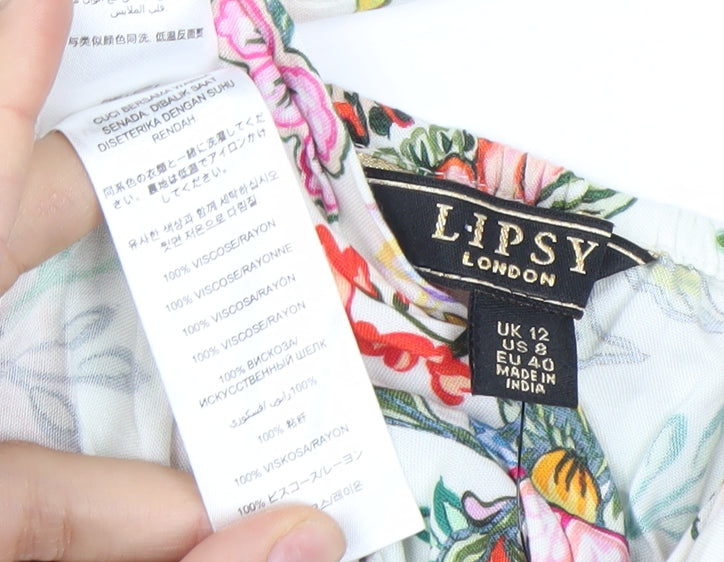 قلب الملابس
与类似颜色同洗, 低温反面熨
SENADA. DIBALIK SAAT
DISETERIKA DENGAN SUHU
RENDAH
同系色の衣類と一緒に洗濯してくだ
さい。裏地は低温でアイロンかけ
してください。
유사한 색상과 함께 세탁하십시오
뒷면 저온으로 다림질
100% VISCOSE/RAYON
100% VISCOSE/RAYONNE
100% VISCOSA/RAYON
100% VISCOSA/RAYON
100% ВИСКОЗА/
ИСКУССТВЕННЫЙ ШЕЛК
100% رايون افسكوزي
100% 粘纤
100% VISKOSA/RAYON
100% ビスコース/レーヨン
LIPSY
LONDON
UK 12
US 8
EU 40
MADE IN
INDIA